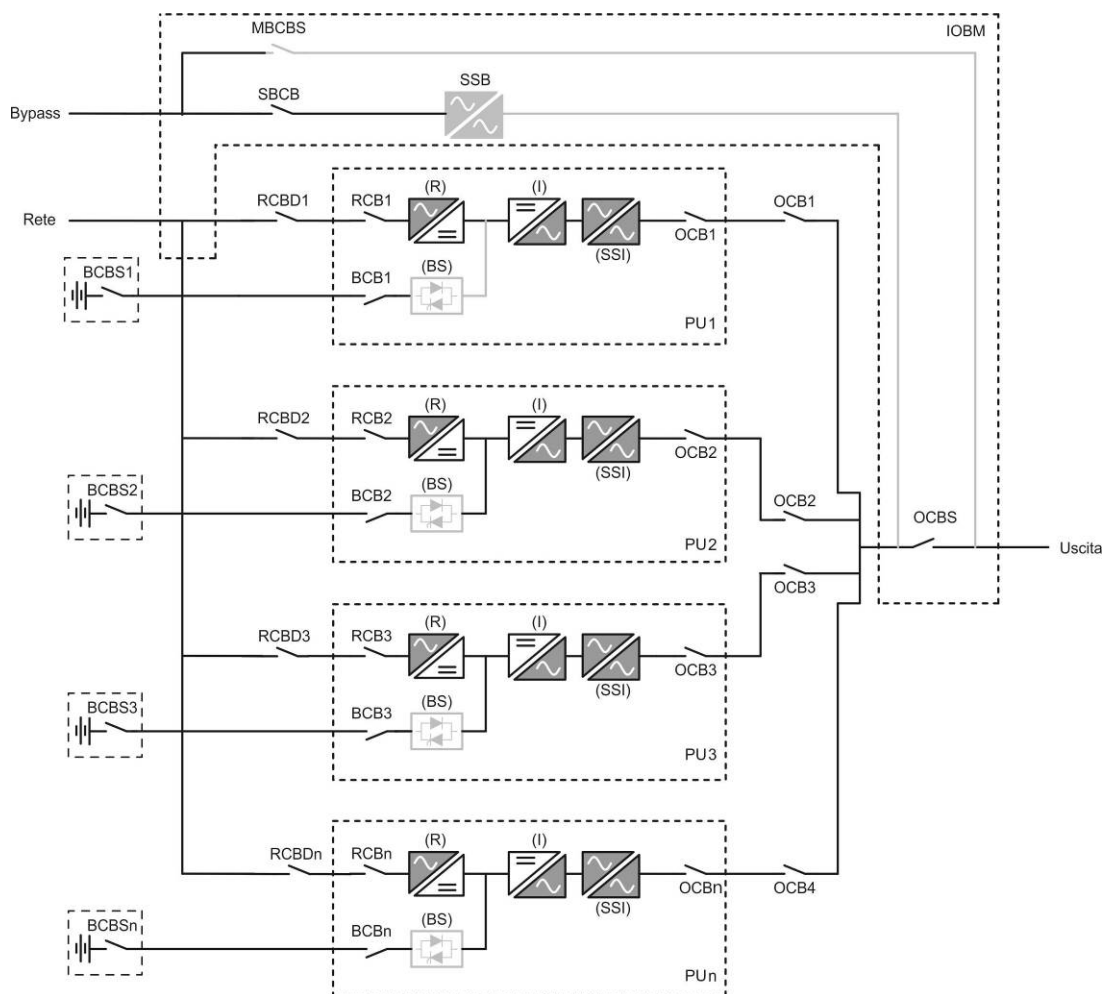 MBCBS
IOBM
SSB
SBCB
Bypass
(R)
(I)
RCBD1
RCB1
OCB1
Rete
OCB1
(SSI)
BCBS1
BCB1
(BS)
PU1
(R)
(I)
RCBD2
RCB2
OCB2
(SSI)
BCBS2
BCB2
(BS)
OCB2
OCBS
PU2
Uscita
OCB3
(R)
(I)
RCBD3
RCB3
OCB3
(SSI)
BCBS3
BCB3
(BS)
PU3
(R)
(I)
RCBDn
RCBn
OCBn
OCB4
(SSI)
BCBSn
BCBn
(BS)
PUn